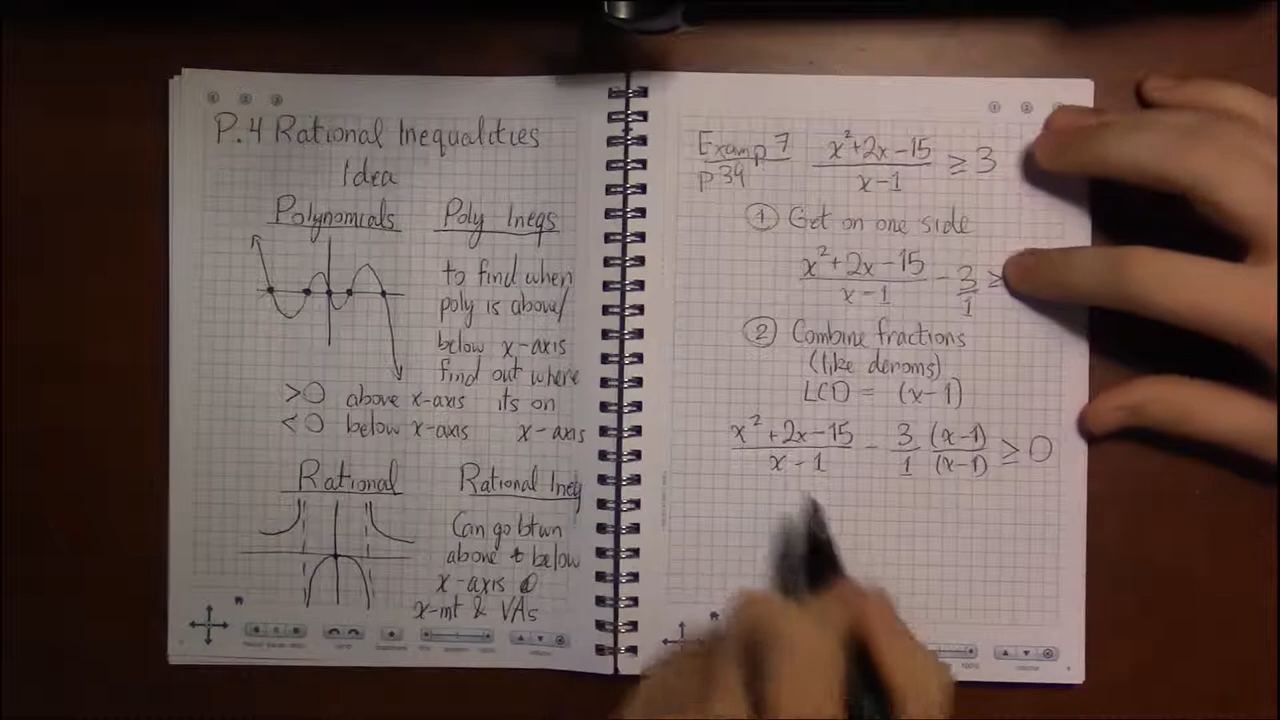 P.4 Rational Inequalities
Idea
Polynomials
>0 above x-axis
<0 below x-axis
Poly Ineqs
to find when
poly is above/
below x-axis
find out where
its on
x-axis
Rational
Rational Ineq
Can go btwn
above + below
x-axis @
x-int & VAs
Examp 7
p 34
x²+2x-15 / x-1 ≥ 3
① Get on one side
x²+2x-15 / x-1 - 3/1 ≥
② Combine fractions
(like denoms)
LCD = (x-1)
x²+2x-15 / x-1 - 3/1 (x-1)/(x-1) ≥ 0